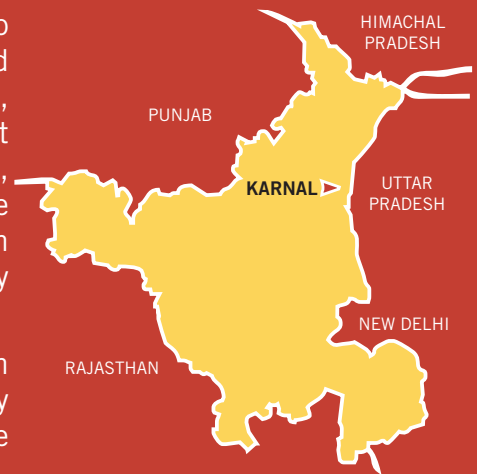 HIMACHAL
PRADESH
PUNJAB
KARNAL
UTTAR
PRADESH
NEW DELHI
RAJASTHAN